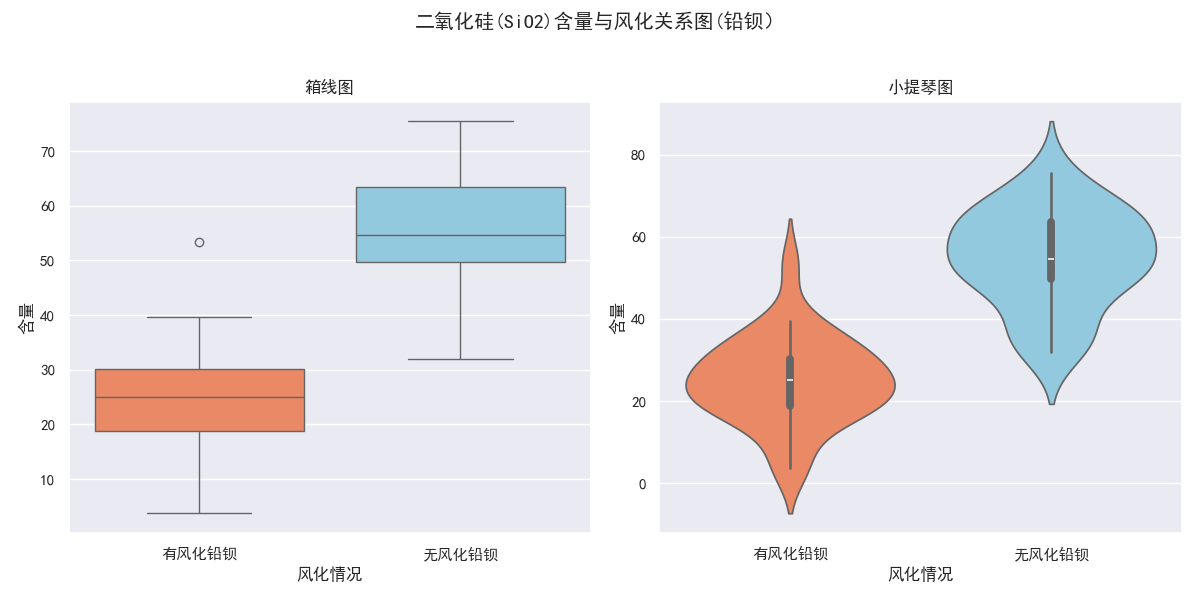 二氧化硅(SiO2)含量与风化关系图(铅钡)
箱线图
小提琴图
含量
70
60
50
40
30
20
10
有风化铅钡
无风化铅钡
风化情况
含量
80
60
40
20
0
有风化铅钡
无风化铅钡
风化情况